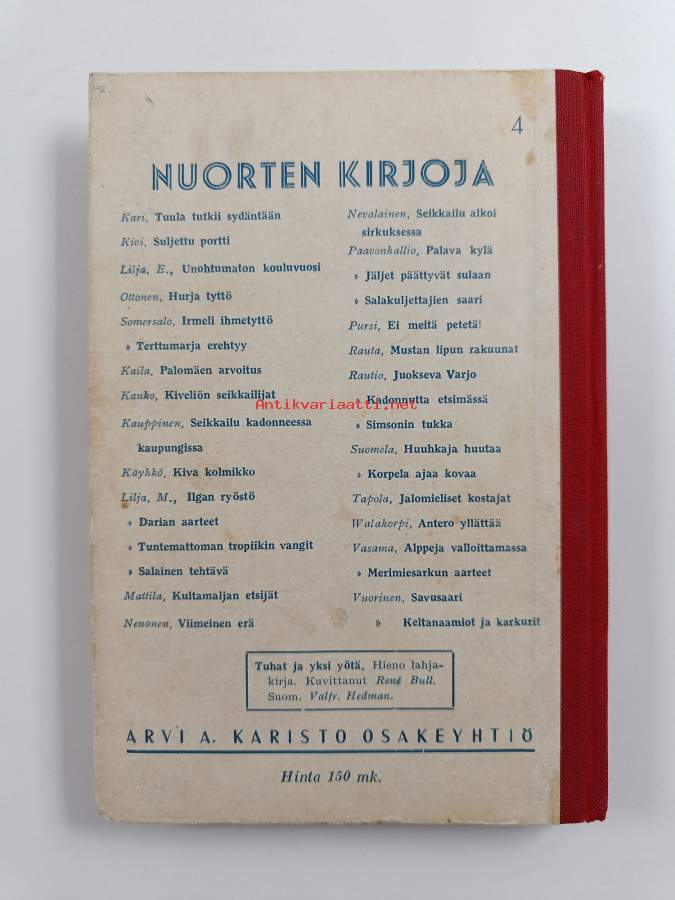 4
NUORTEN KIRJOJA
Kari, Tuula tutkii sydäntään
Kivi, Suljettu portti
Lilja, E., Unohtumaton kouluvuosi
Ottonen, Hurja tyttö
Somersalo, Irmeli ihmetyttö
» Terttumarja erehtyy
Kaila, Palomäen arvoitus
Kauko, Kiveliön seikkailijat
Kauppinen, Seikkailu kadonneessa
kaupungissa
Käyhkö, Kiva kolmikko
Lilja, M., Ilgan ryöstö
» Darian aarteet
» Tuntemattoman tropiikin vangit
» Salainen tehtävä
Mattila, Kultamaljan etsijät
Nenonen, Viimeinen erä
Nevalainen, Seikkailu alkoi
sirkuksessa
Paavonhallio, Palava kylä
» Jäljet päättyvät sulaan
» Salakuljettajien saari
Pursi, Ei meitä petetä!
Rauta, Mustan lipun rakuunat
Rautio, Juokseva Varjo
» Kadonnutta etsimässä
» Simsonin tukka
Suomela, Huuhkaja huutaa
» Korpela ajaa kovaa
Tapola, Jalomieliset kostajat
Walakorpi, Antero yllättää
Vasama, Alppeja valloittamassa
» Merimiesarkun aarteet
Vuorinen, Savusaari
» Keltanaamiot ja karkurit
Antikvariaatti.net
Tuhat ja yksi yötä. Hieno lahja-
kirja. Kuvittanut René Bull.
Suom. Valfr. Hedman.
ARVI A. KARISTO OSAKEYHTIÖ
Hinta 150 mk.